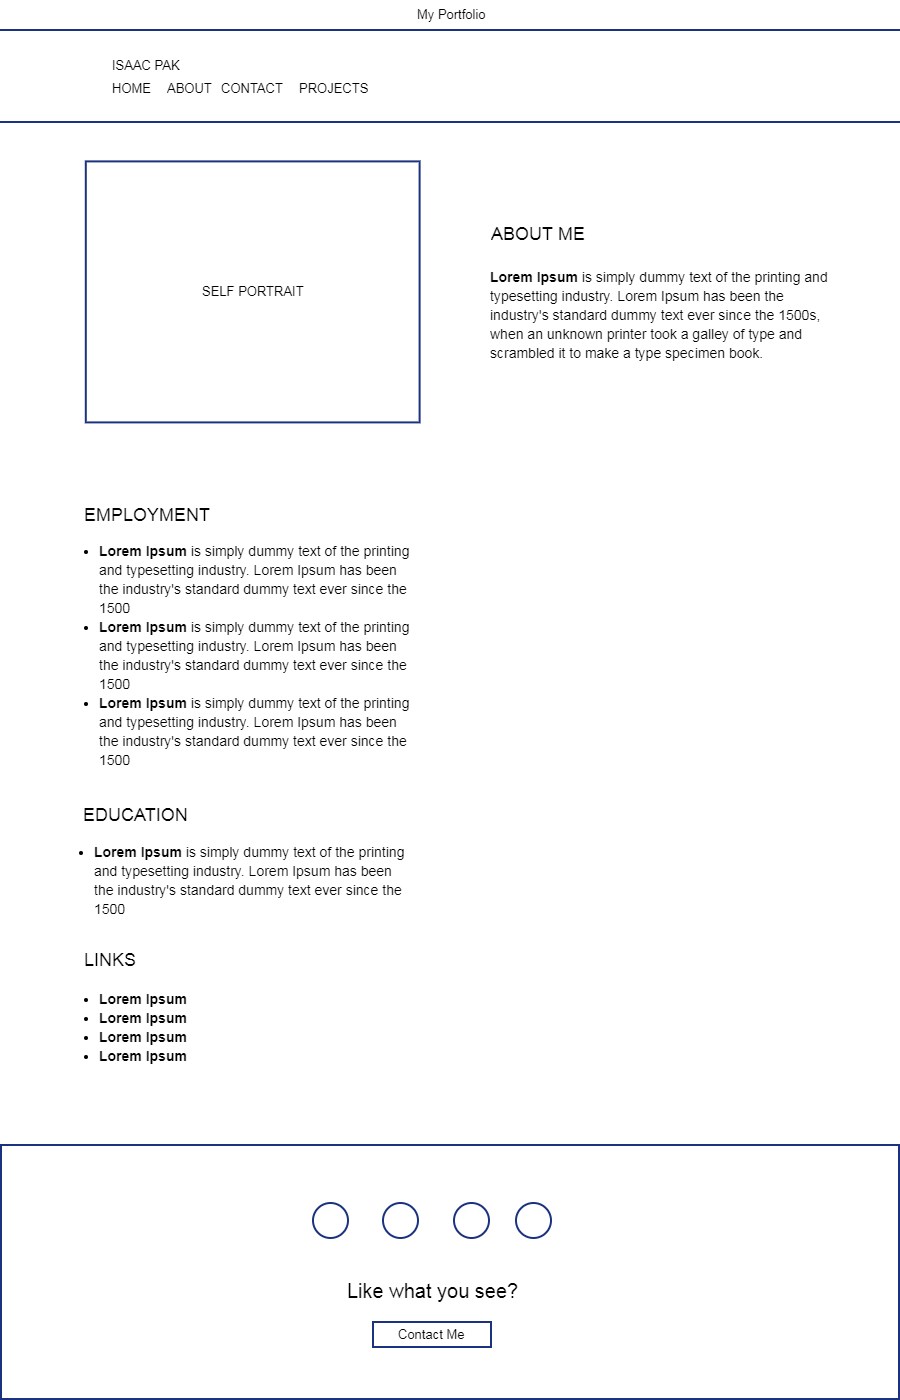 My Portfolio
ISAAC PAK
HOME ABOUT CONTACT PROJECTS
SELF PORTRAIT
ABOUT ME
Lorem Ipsum is simply dummy text of the printing and
typesetting industry. Lorem Ipsum has been the
industry's standard dummy text ever since the 1500s,
when an unknown printer took a galley of type and
scrambled it to make a type specimen book.
EMPLOYMENT
• Lorem Ipsum is simply dummy text of the printing
and typesetting industry. Lorem Ipsum has been
the industry's standard dummy text ever since the
1500
• Lorem Ipsum is simply dummy text of the printing
and typesetting industry. Lorem Ipsum has been
the industry's standard dummy text ever since the
1500
• Lorem Ipsum is simply dummy text of the printing
and typesetting industry. Lorem Ipsum has been
the industry's standard dummy text ever since the
1500
EDUCATION
• Lorem Ipsum is simply dummy text of the printing
and typesetting industry. Lorem Ipsum has been
the industry's standard dummy text ever since the
1500
LINKS
• Lorem Ipsum
• Lorem Ipsum
• Lorem Ipsum
• Lorem Ipsum
Like what you see?
Contact Me